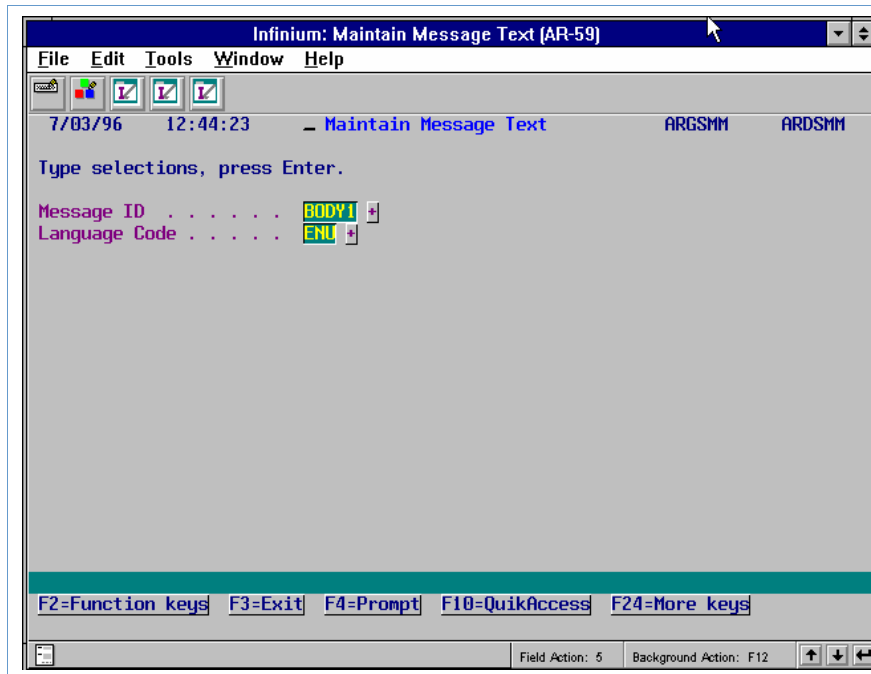 Infinium: Maintain Message Text (AR-59)
File Edit Tools Window Help
7/03/96 12:44:23 Maintain Message Text ARGSMM ARDSMM
Type selections, press Enter.
Message ID . . . . . . BODY1 +
Language Code . . . . . ENU +
F2=Function keys F3=Exit F4=Prompt F10=QuikAccess F24=More keys
Field Action: 5 Background Action: F12